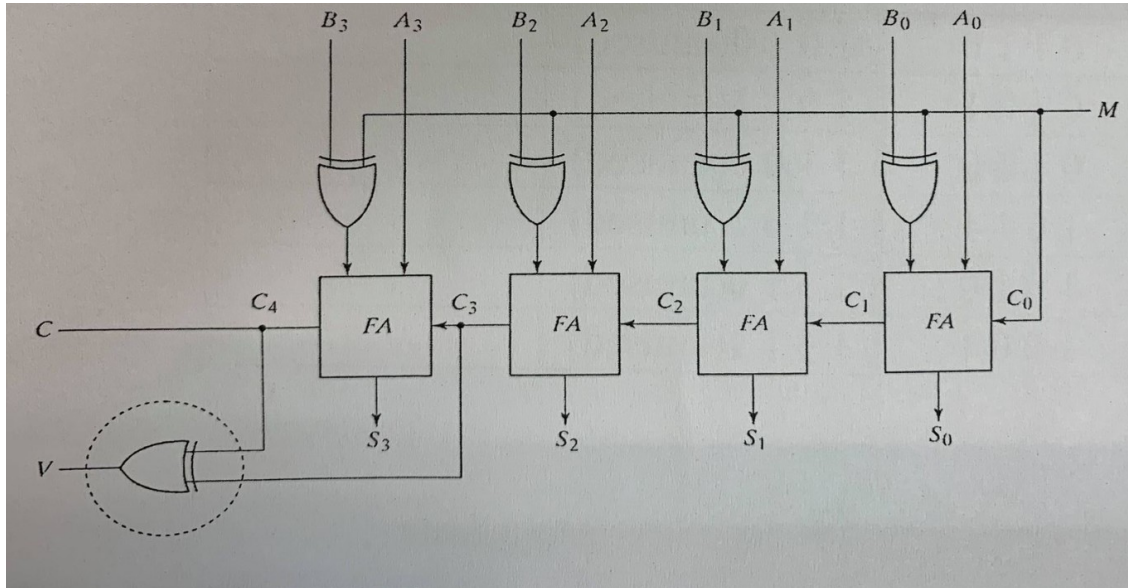 B3 A3 B2 A2 B1 A1 B0 A0
M
C4 C3 C2 C1 C0
C FA FA FA FA
S3 S2 S1 S0
V